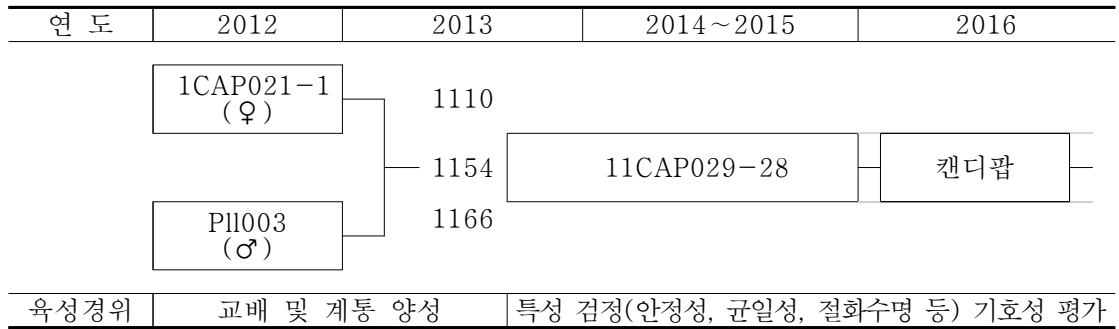 연 도 2012 2013 2014~2015 2016
1CAP021-1
(♀)
1110
1154 11CAP029-28 캔디팝
Pll003
(♂)
1166
육성경위 교배 및 계통 양성 특성 검정(안정성, 균일성, 절화수명 등) 기호성 평가